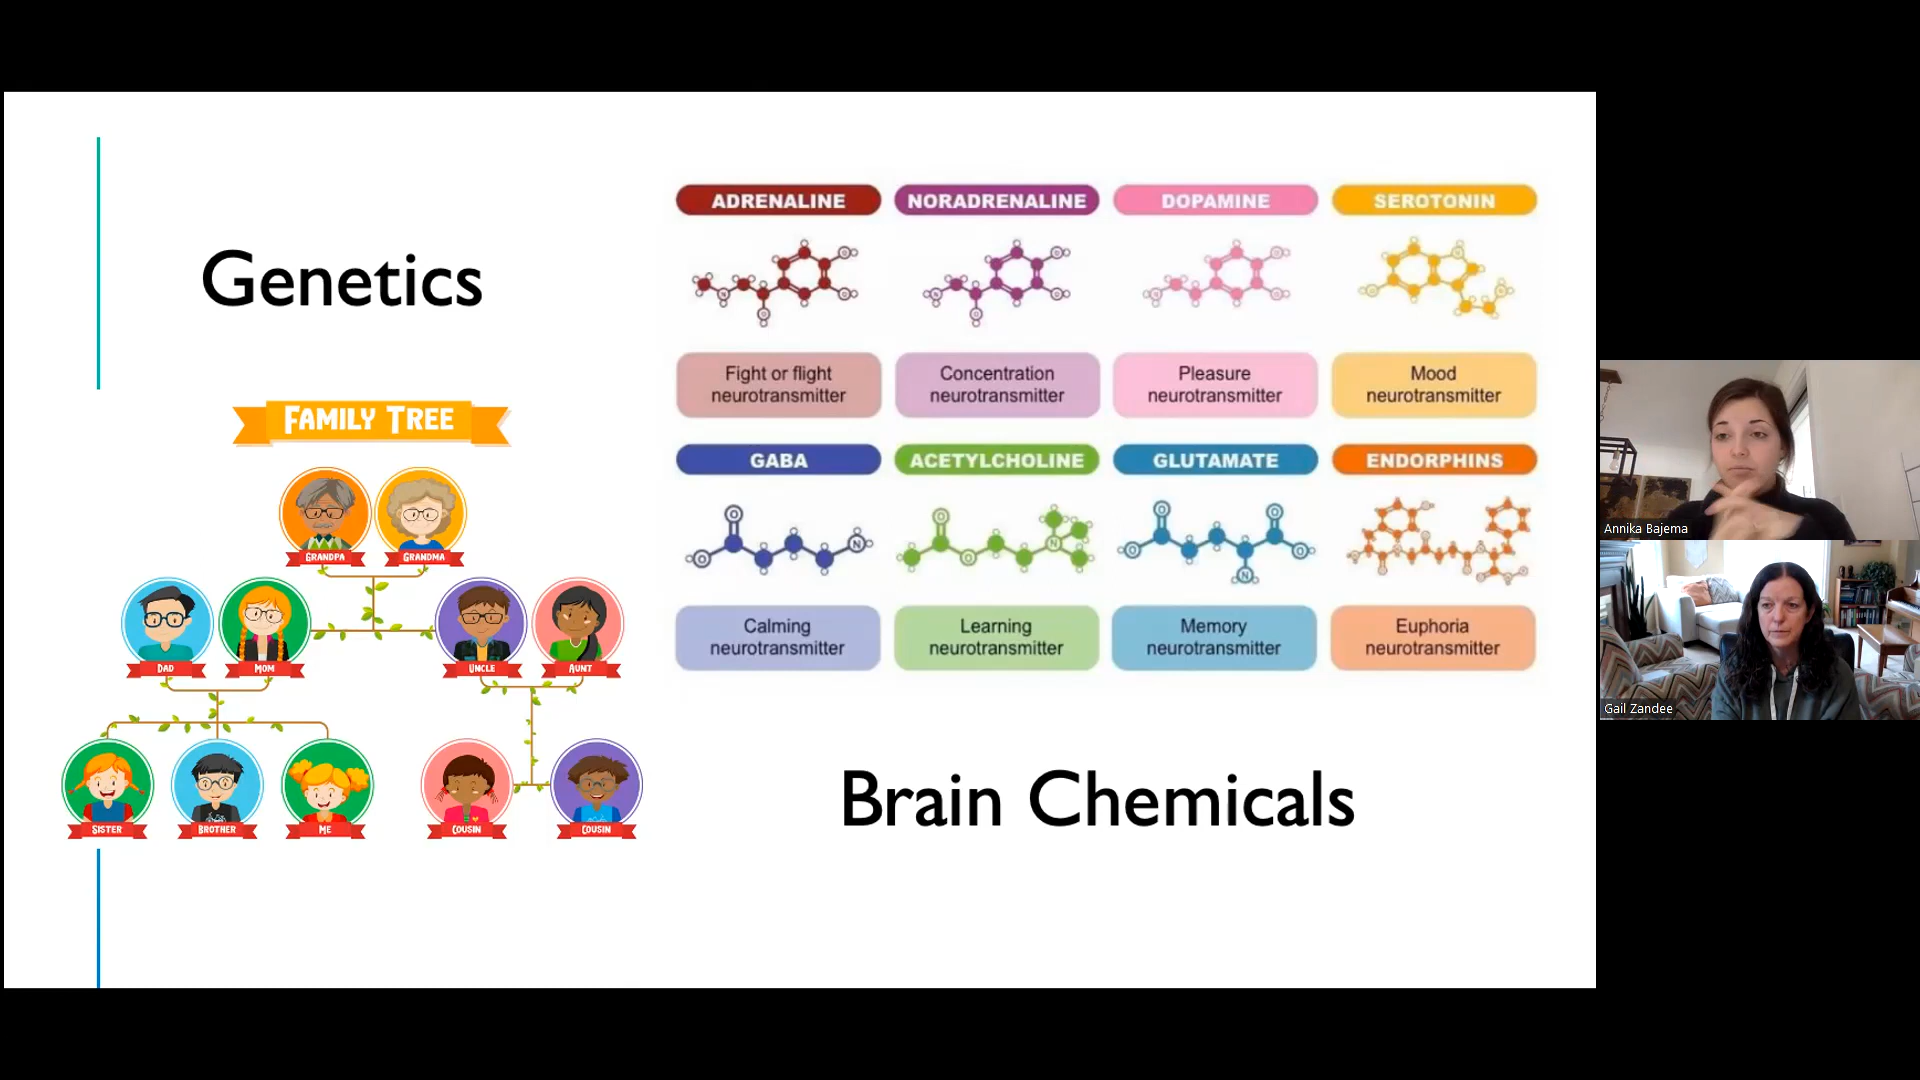 Genetics
FAMILY TREE
GRANDPA
GRANDMA
DAD
MOM
UNCLE
AUNT
SISTER
BROTHER
ME
COUSIN
COUSIN
ADRENALINE
NORADRENALINE
DOPAMINE
SEROTONIN
Fight or flight
neurotransmitter
Concentration
neurotransmitter
Pleasure
neurotransmitter
Mood
neurotransmitter
GABA
ACETYLCHOLINE
GLUTAMATE
ENDORPHINS
Calming
neurotransmitter
Learning
neurotransmitter
Memory
neurotransmitter
Euphoria
neurotransmitter
Brain Chemicals
Annika Bajema
Gail Zandee